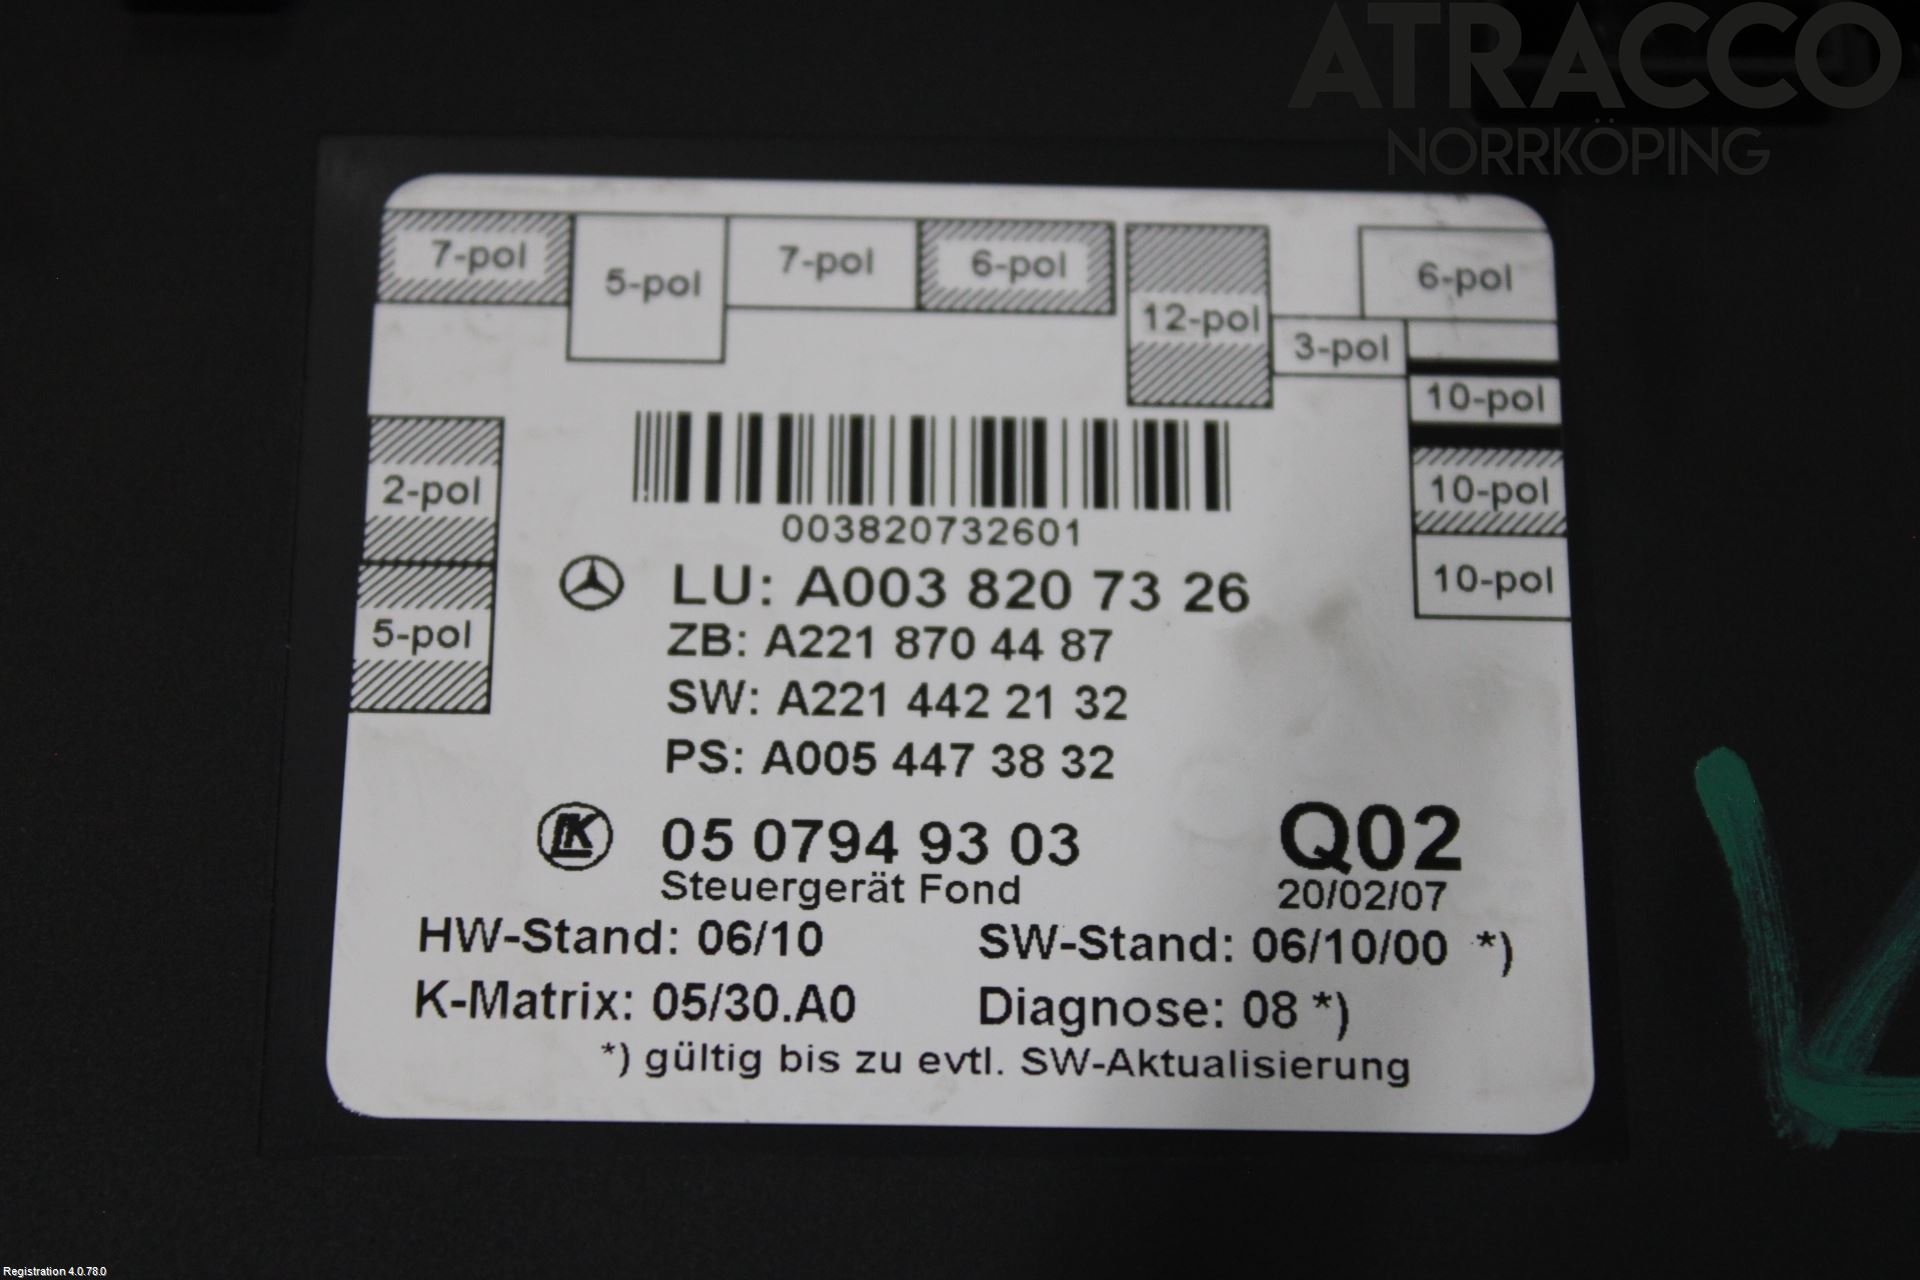 ATRACCO
NORRKÖPING
7-pol
5-pol
7-pol
6-pol
12-pol
3-pol
6-pol
10-pol
10-pol
10-pol
2-pol
5-pol
003820732601
LU: A003 820 73 26
ZB: A221 870 44 87
SW: A221 442 21 32
PS: A005 447 38 32
LK 05 0794 93 03 Q02
Steuergerät Fond 20/02/07
HW-Stand: 06/10 SW-Stand: 06/10/00 *)
K-Matrix: 05/30.A0 Diagnose: 08 *)
*) gültig bis zu evtl. SW-Aktualisierung
Registration 4.0.78.0